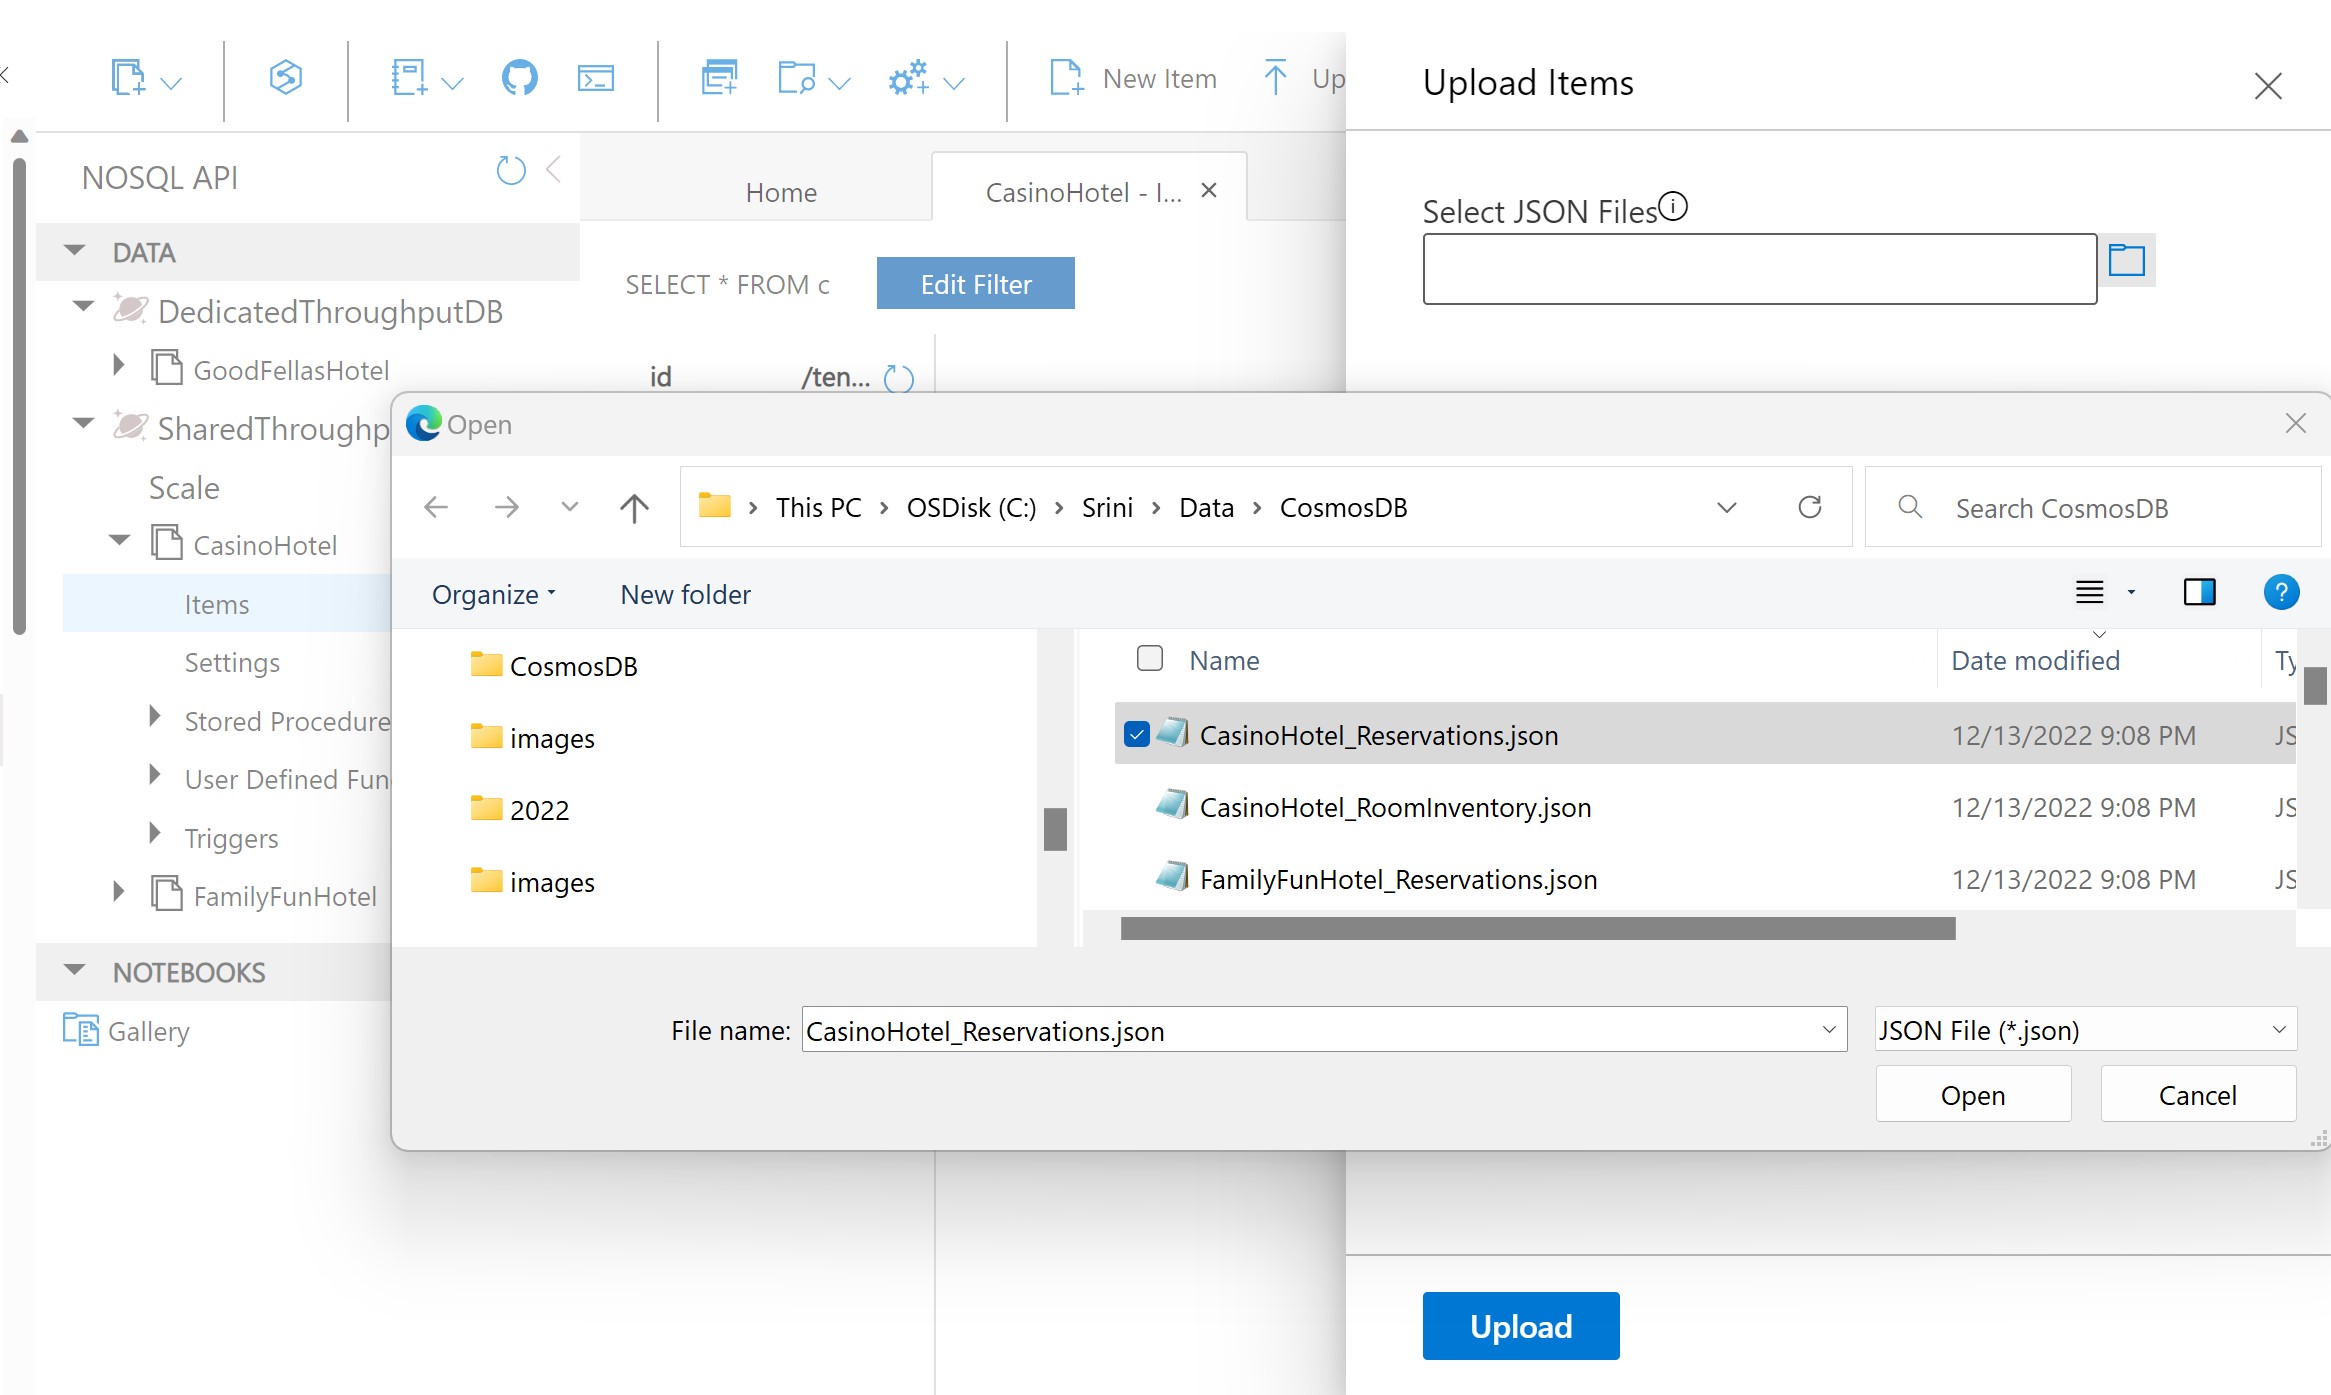 New Item
Up
Upload Items
NOSQL API
Home
CasinoHotel - I...
Select JSON Files
DATA
SELECT * FROM c
Edit Filter
DedicatedThroughputDB
GoodFellasHotel
id
/ten...
SharedThroughp
Scale
CasinoHotel
Items
Settings
Stored Procedure
User Defined Fun
Triggers
FamilyFunHotel
NOTEBOOKS
Gallery
Open
This PC
OSDisk (C:)
Srini
Data
CosmosDB
Search CosmosDB
Organize
New folder
?
CosmosDB
images
2022
images
Name
Date modified
Ty
CasinoHotel_Reservations.json
12/13/2022 9:08 PM
JS
CasinoHotel_RoomInventory.json
12/13/2022 9:08 PM
JS
FamilyFunHotel_Reservations.json
12/13/2022 9:08 PM
JS
File name:
CasinoHotel_Reservations.json
JSON File (*.json)
Open
Cancel
Upload